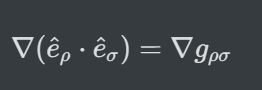 ∇(ê_ρ · ê_σ) = ∇g_ρσ